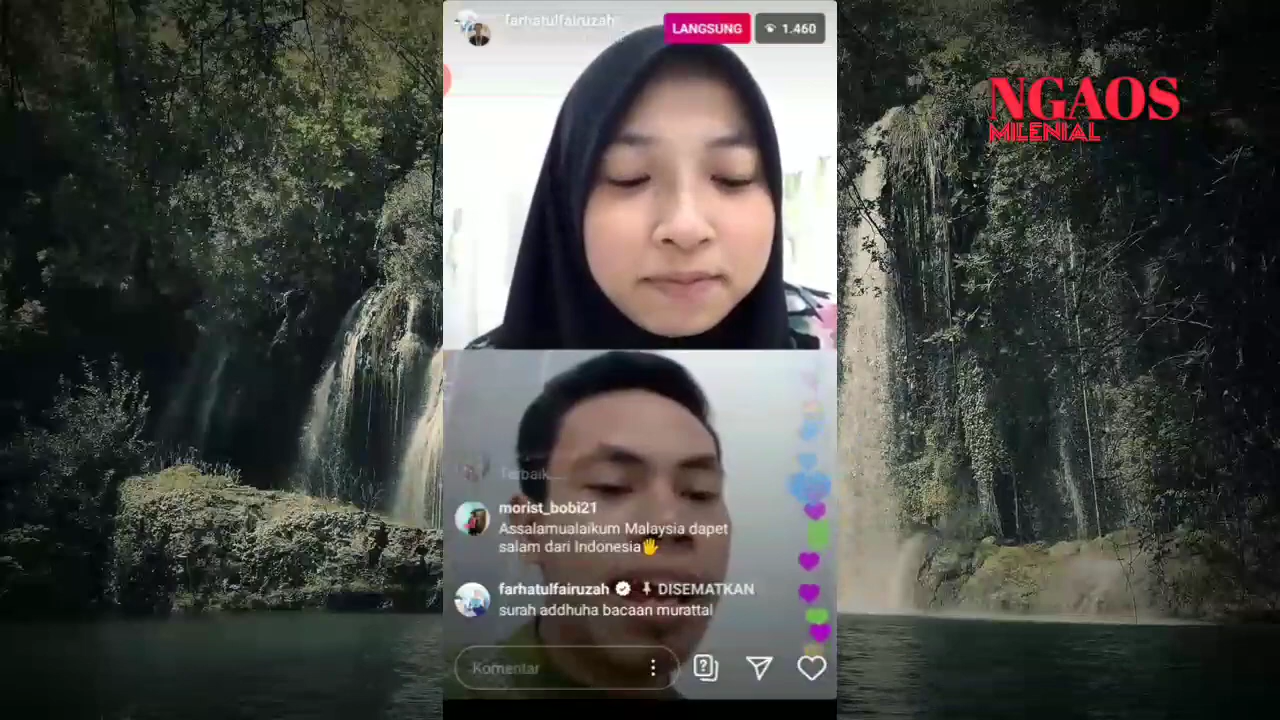 farhatulfairuzah
LANGSUNG
1.460
NGAOS
MILENIAL
Terbaik....
morist_bobi21
Assalamualaikum Malaysia dapet
salam dari Indonesia🖐
farhatulfairuzah DISEMATKAN
surah addhuha bacaan murattal
Komentar